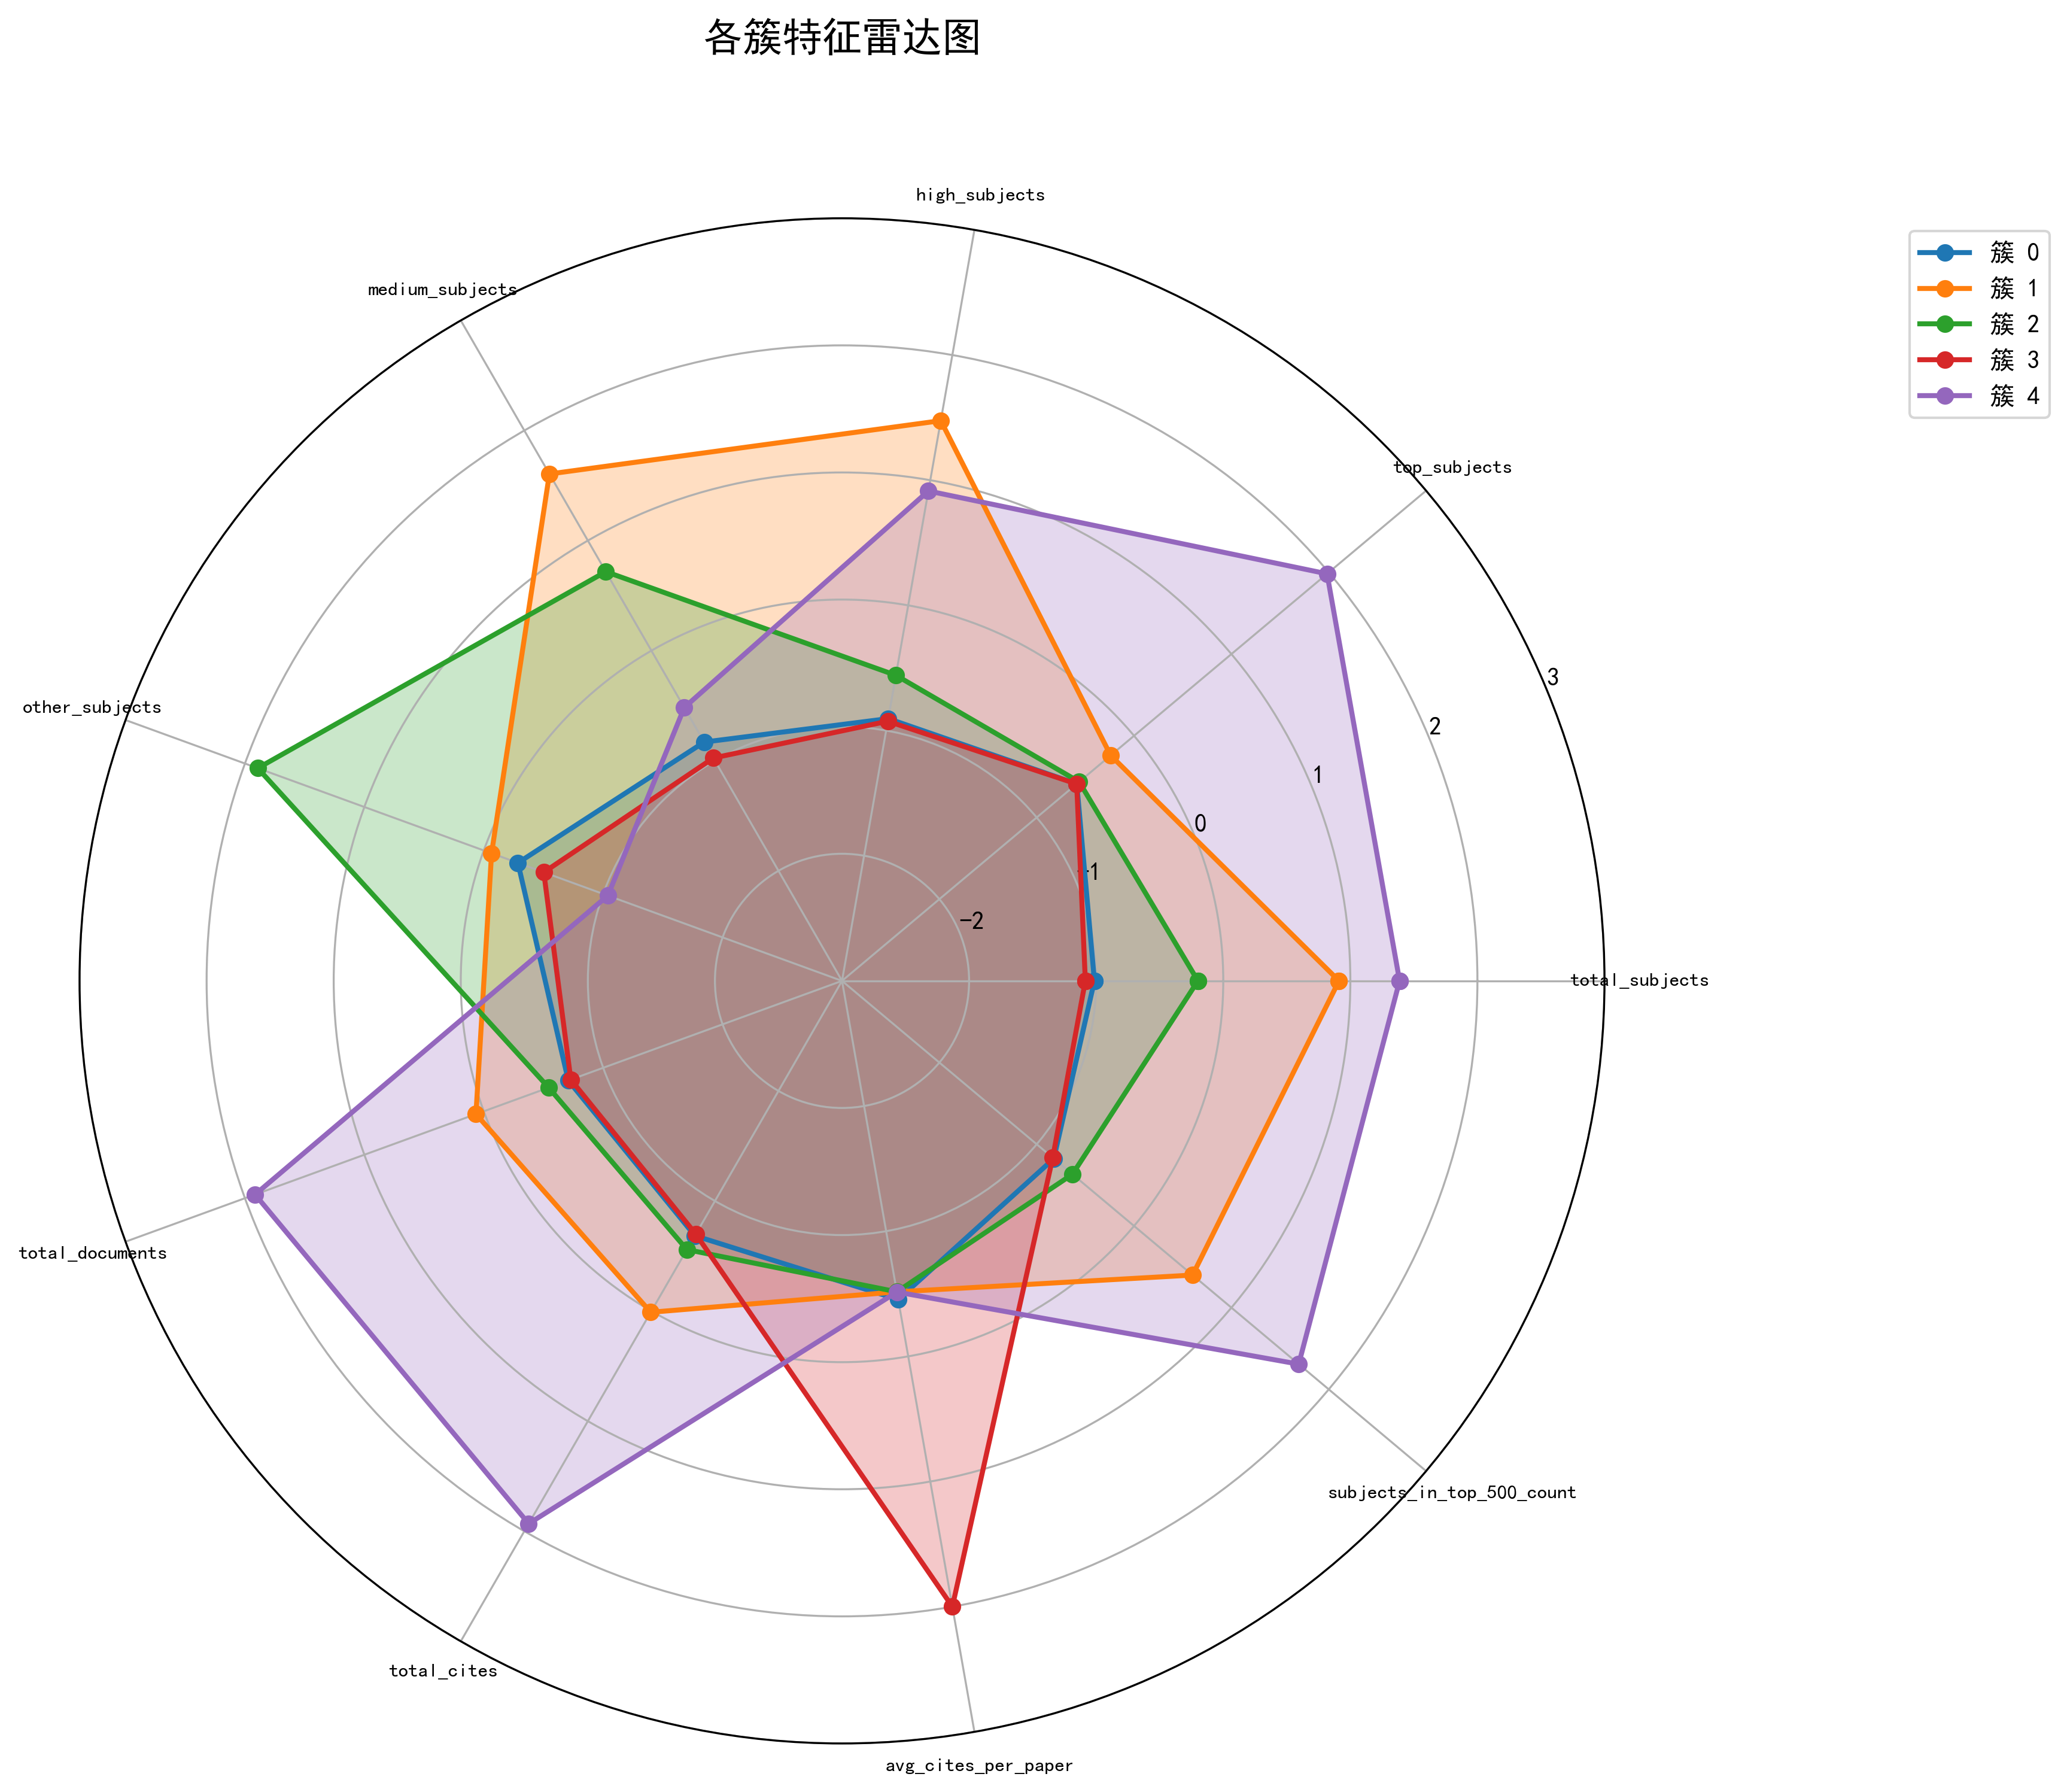 各簇特征雷达图
high_subjects
medium_subjects
top_subjects
other_subjects
total_subjects
total_documents
total_cites
avg_cites_per_paper
subjects_in_top_500_count
3
2
1
0
−1
−2
簇 0
簇 1
簇 2
簇 3
簇 4